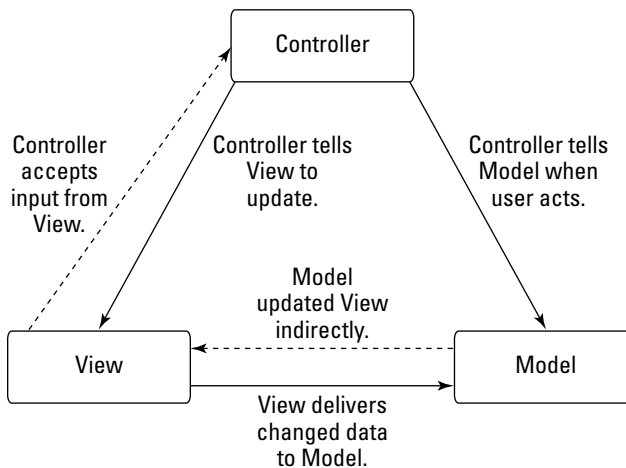 Controller
Controller
accepts
input from
View.
Controller tells
View to
update.
Controller tells
Model when
user acts.
Model
updated View
indirectly.
View
Model
View delivers
changed data
to Model.